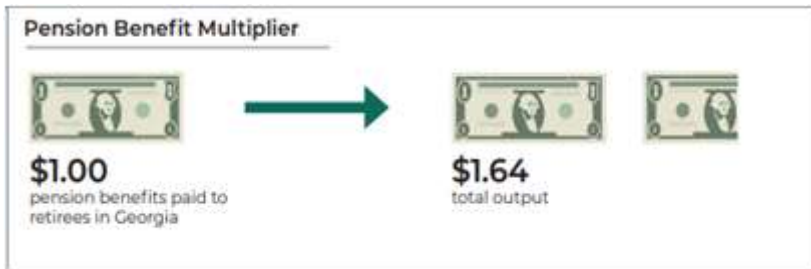 Pension Benefit Multiplier
$1.00
pension benefits paid to
retirees in Georgia
$1.64
total output